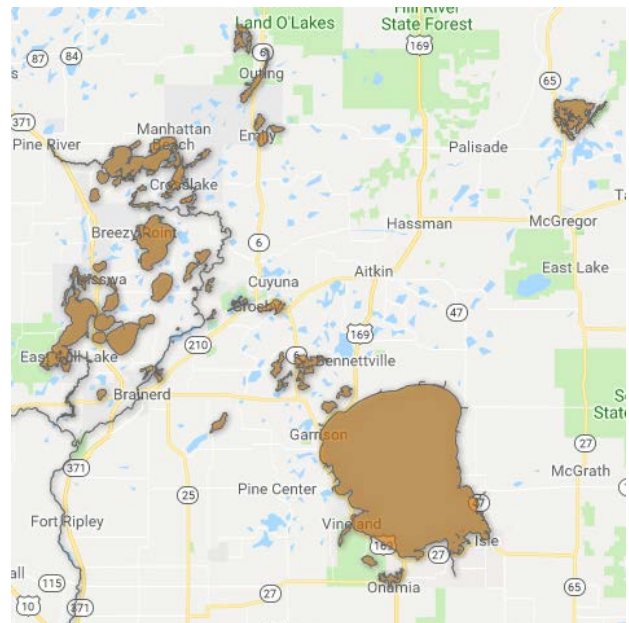 Land O'Lakes
Hill River
State Forest
169
87
84
6
Outing
65
371
Pine River
Manhattan
Beach
Emily
Palisade
Crosslake
Breezy Point
Hassman
McGregor
6
Nisswa
Cuyuna
Aitkin
East Lake
Crosby
47
169
East Gull Lake
210
6
Bennettville
Brainerd
Garrison
27
371
McGrath
25
Pine Center
47
Fort Ripley
Vineland
169
27
Isle
115
Onamia
65
10
371
27